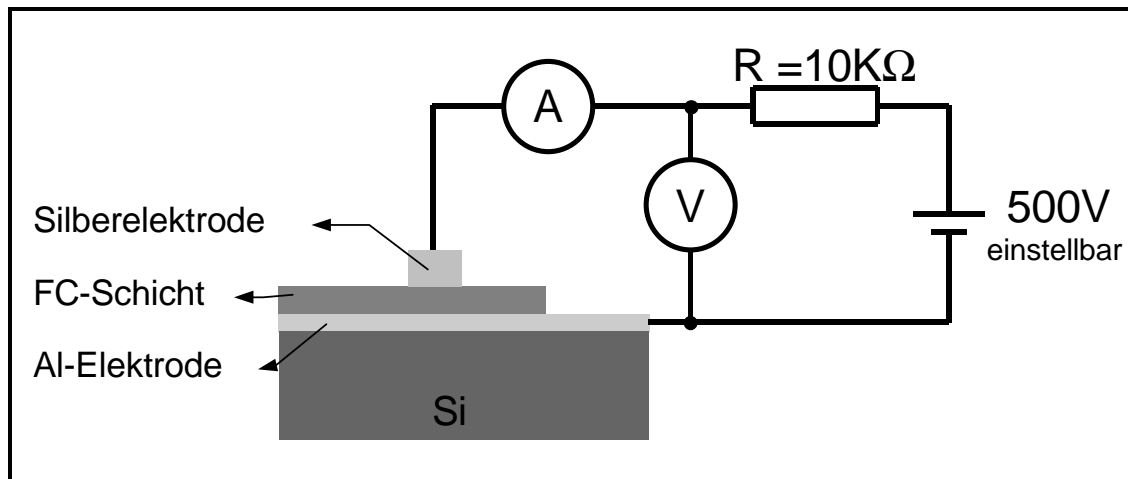 R =10KΩ
A
V
500V
einstellbar
Silberelektrode
FC-Schicht
Al-Elektrode
Si